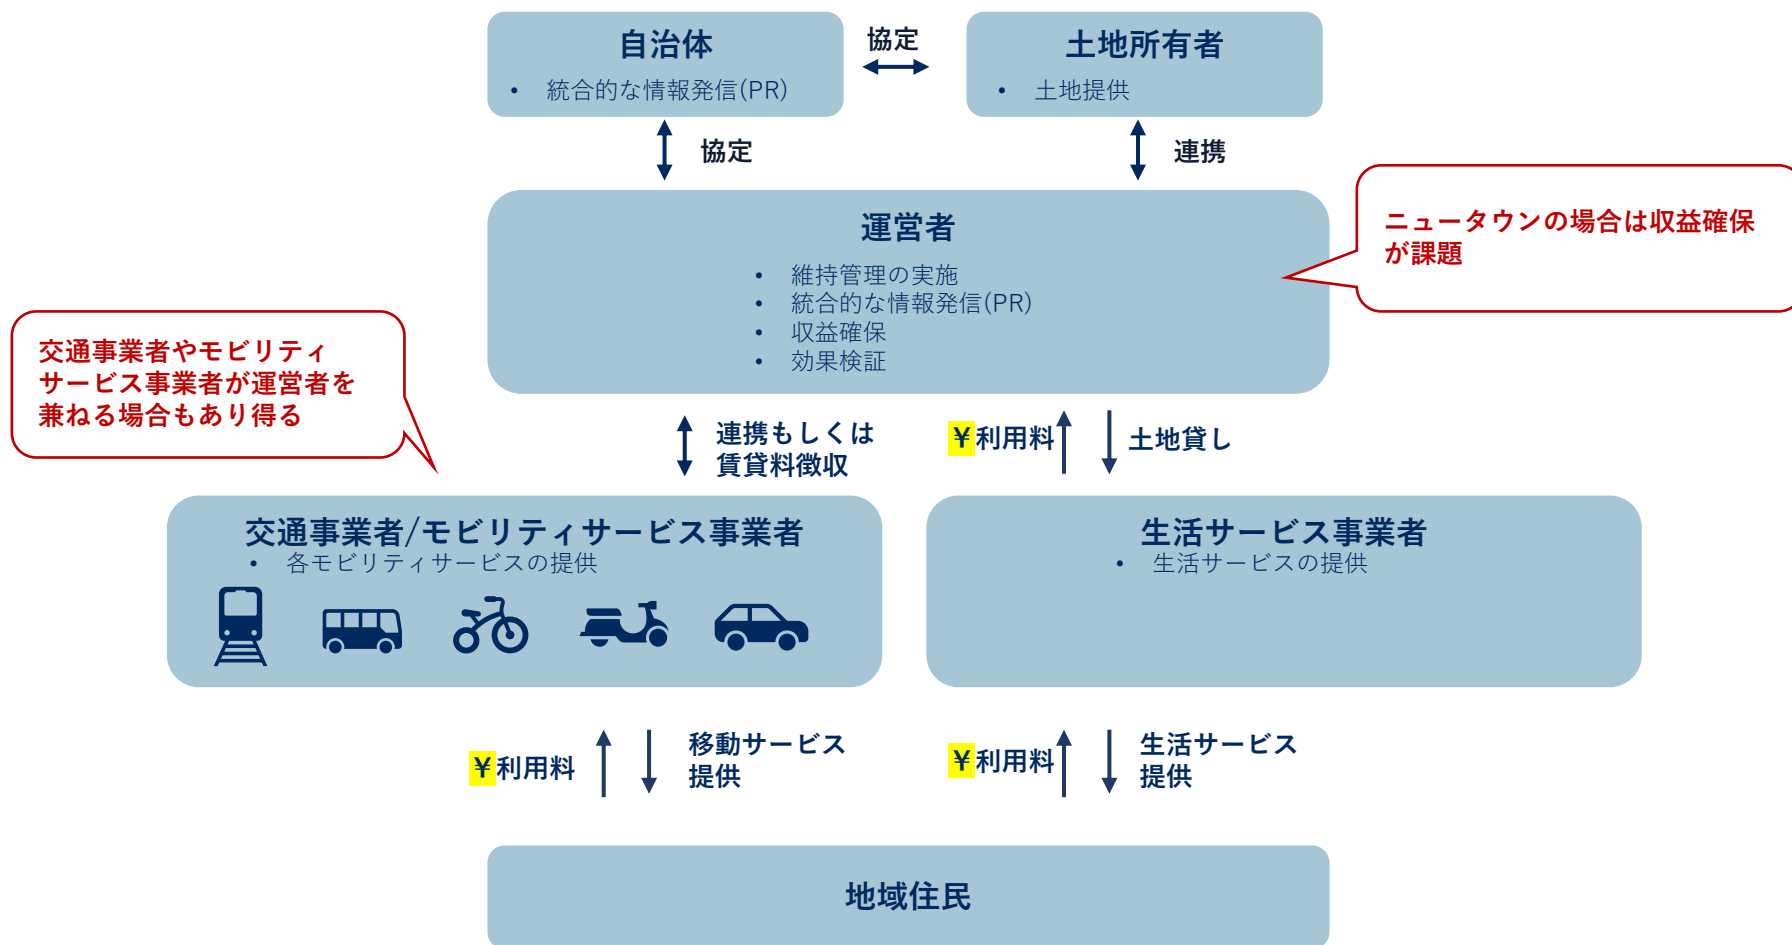 自治体
• 統合的な情報発信(PR)
協定
土地所有者
• 土地提供
協定
連携
運営者
• 維持管理の実施
• 統合的な情報発信(PR)
• 収益確保
• 効果検証
ニュータウンの場合は収益確保
が課題
交通事業者やモビリティ
サービス事業者が運営者を
兼ねる場合もあり得る
連携もしくは
賃貸料徴収
¥利用料
土地貸し
交通事業者/モビリティサービス事業者
• 各モビリティサービスの提供
生活サービス事業者
• 生活サービスの提供
¥利用料
移動サービス
提供
¥利用料
生活サービス
提供
地域住民